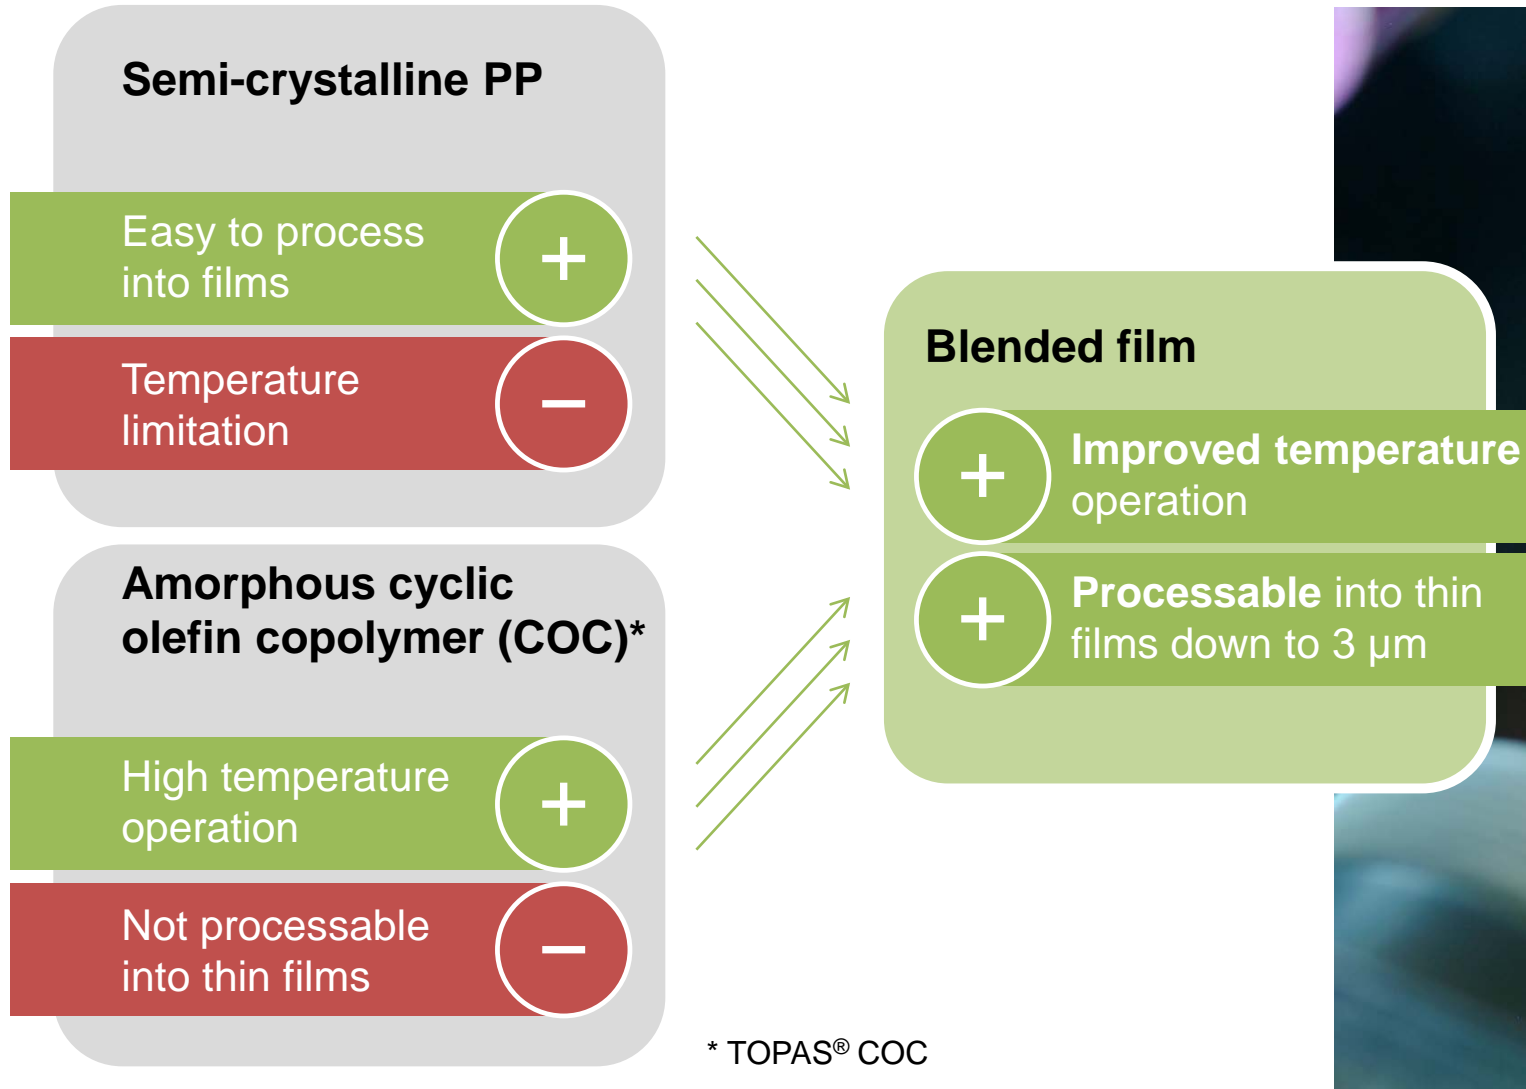 Semi-crystalline PP
Easy to process
into films
+
Temperature
limitation
−
Amorphous cyclic
olefin copolymer (COC)*
High temperature
operation
+
Not processable
into thin films
−
Blended film
+
Improved temperature
operation
+
Processable into thin
films down to 3 µm
* TOPAS® COC